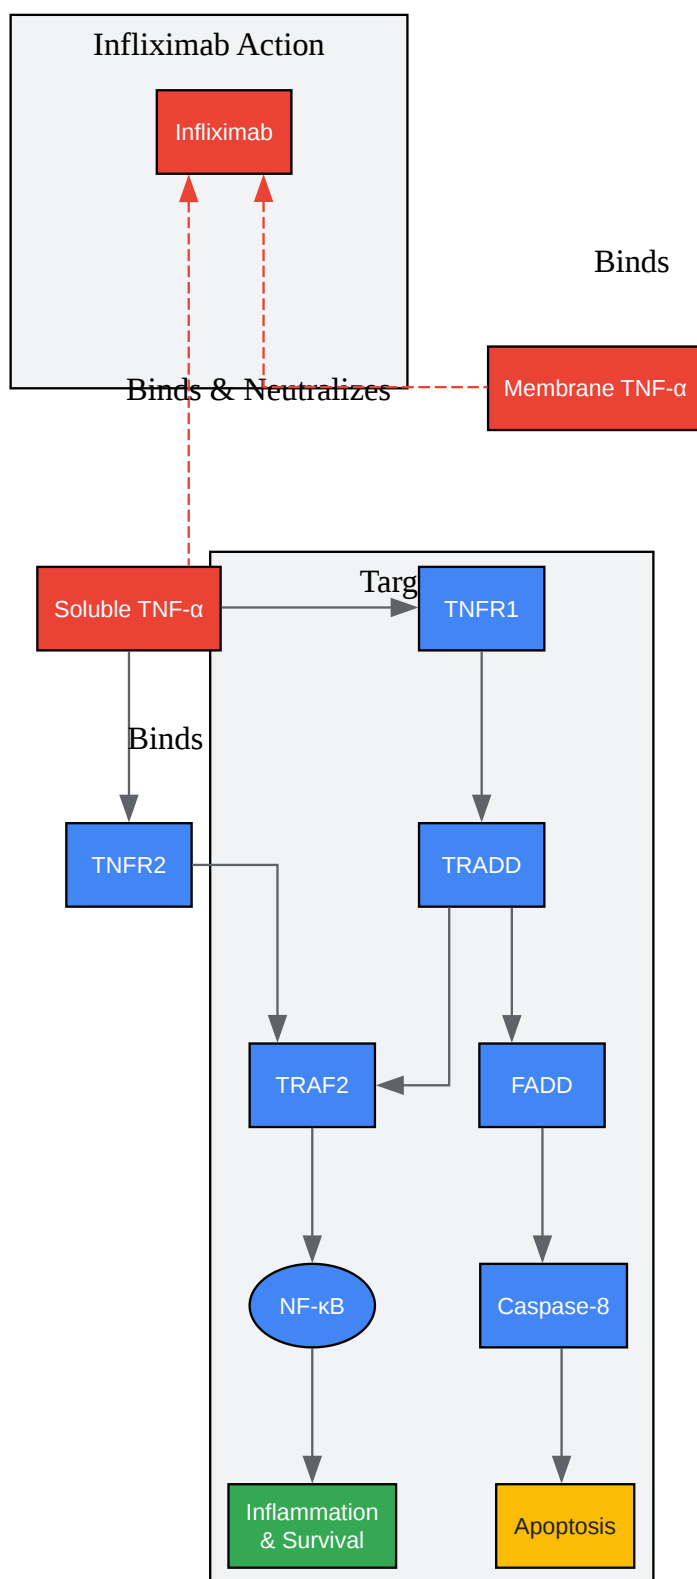 Infliximab Action
Infliximab
Binds
Binds & Neutralizes
Membrane TNF-α
Targ
Soluble TNF-α
TNFR1
Binds
TNFR2
TRADD
TRAF2
FADD
NF-κB
Caspase-8
Inflammation
& Survival
Apoptosis